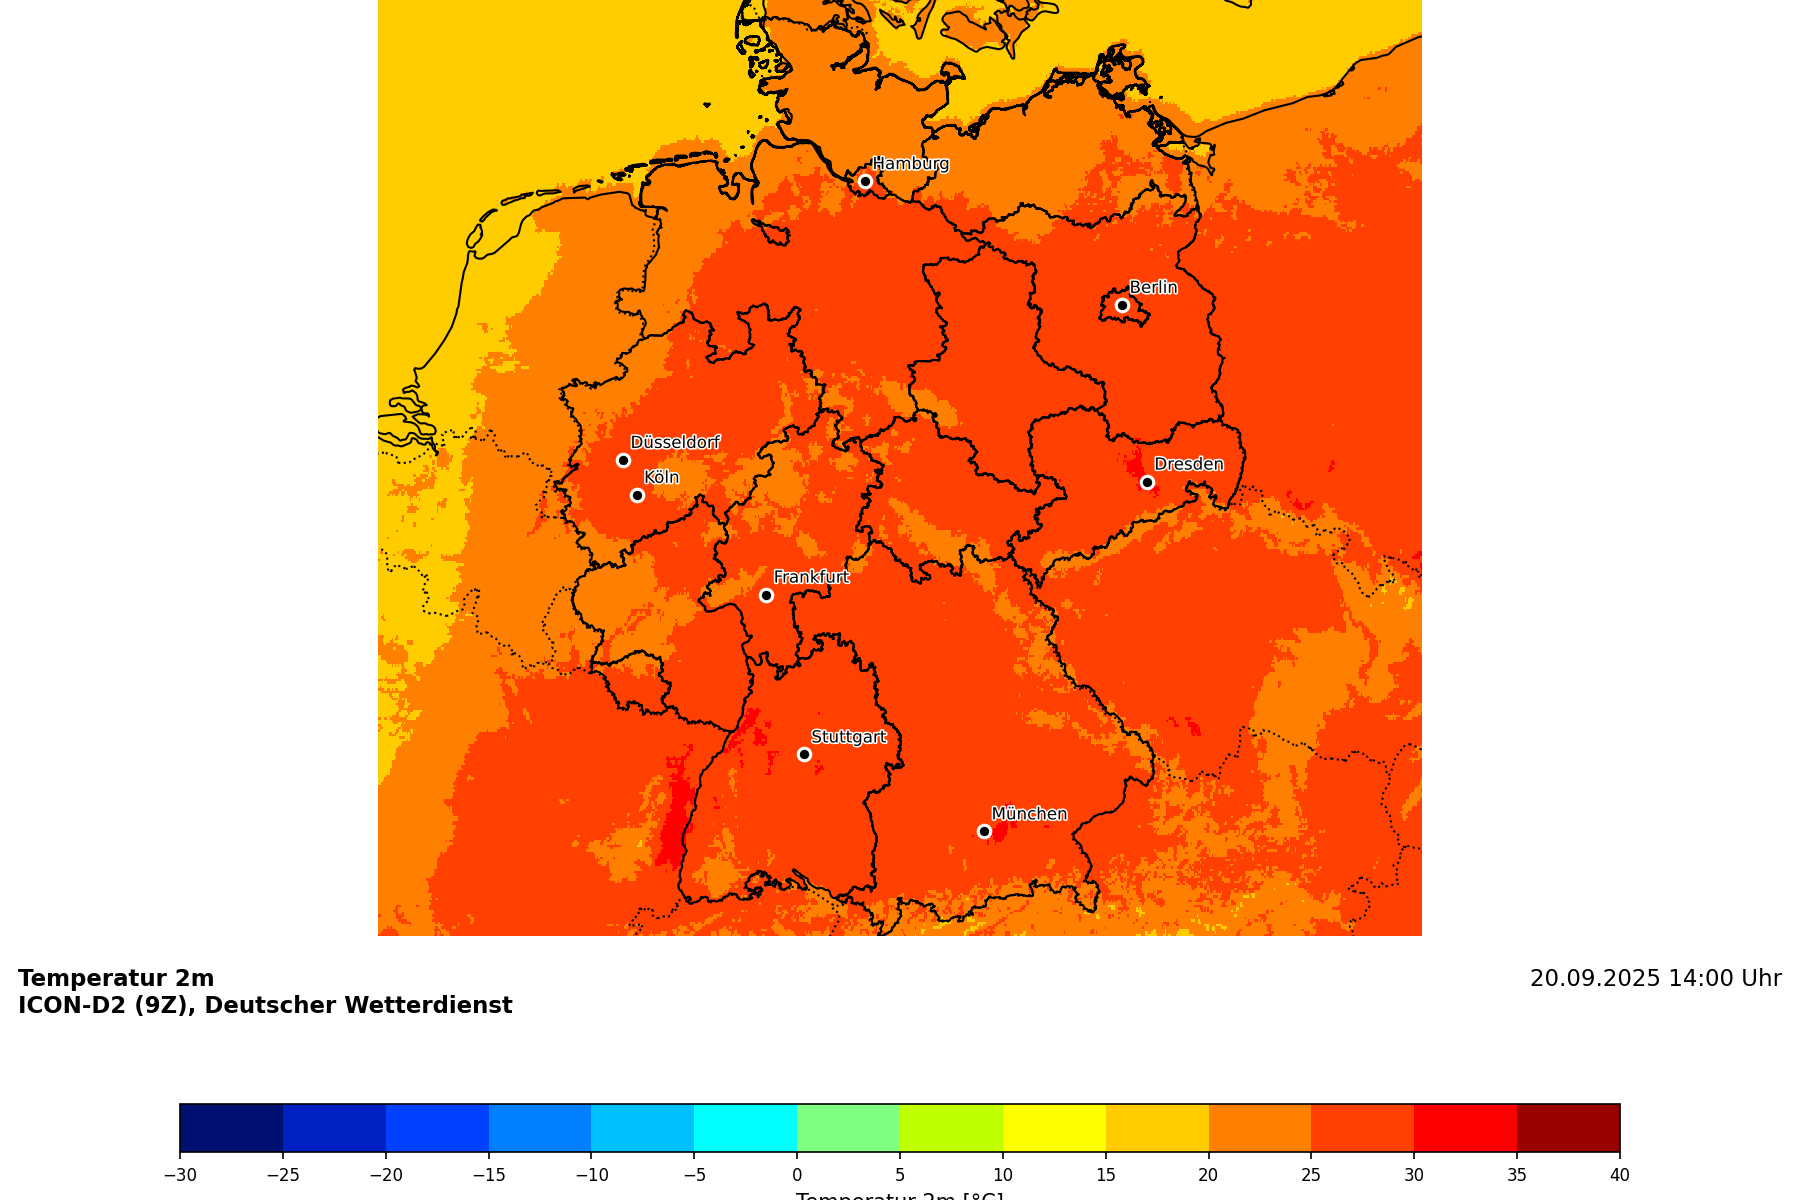 Hamburg
Berlin
Düsseldorf
Köln
Dresden
Frankfurt
Stuttgart
München
Temperatur 2m
ICON-D2 (9Z), Deutscher Wetterdienst
20.09.2025 14:00 Uhr
−30 −25 −20 −15 −10 −5 0 5 10 15 20 25 30 35 40
Temperatur 2m [°C]